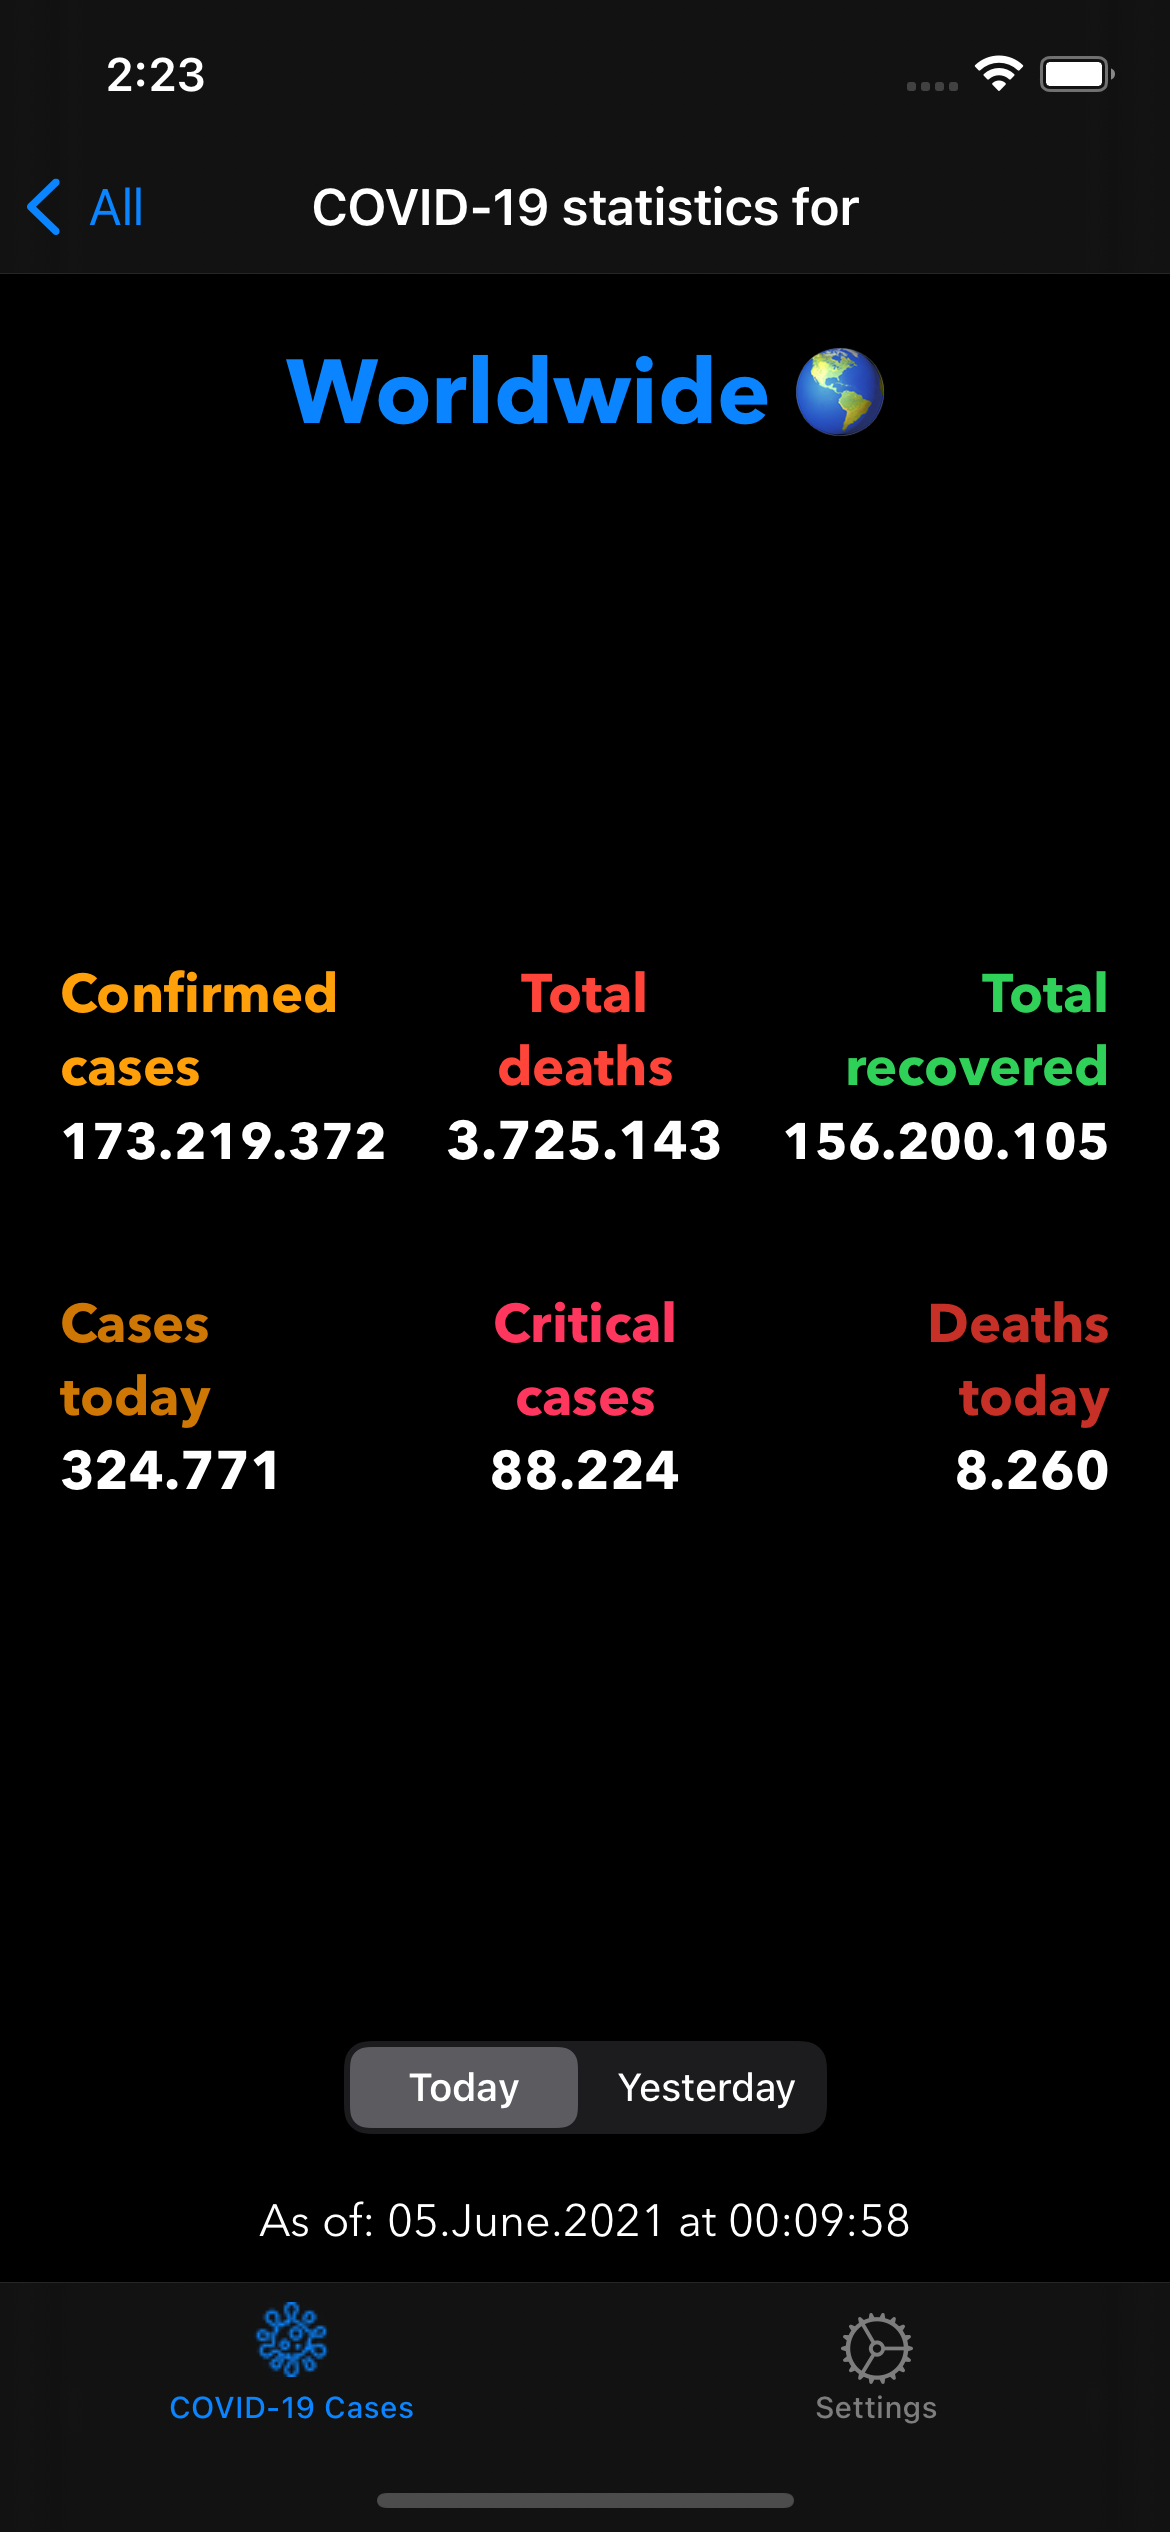 2:23
All
COVID-19 statistics for
Worldwide
Confirmed cases
173.219.372
Total deaths
3.725.143
Total recovered
156.200.105
Cases today
324.771
Critical cases
88.224
Deaths today
8.260
Today
Yesterday
As of: 05.June.2021 at 00:09:58
COVID-19 Cases
Settings